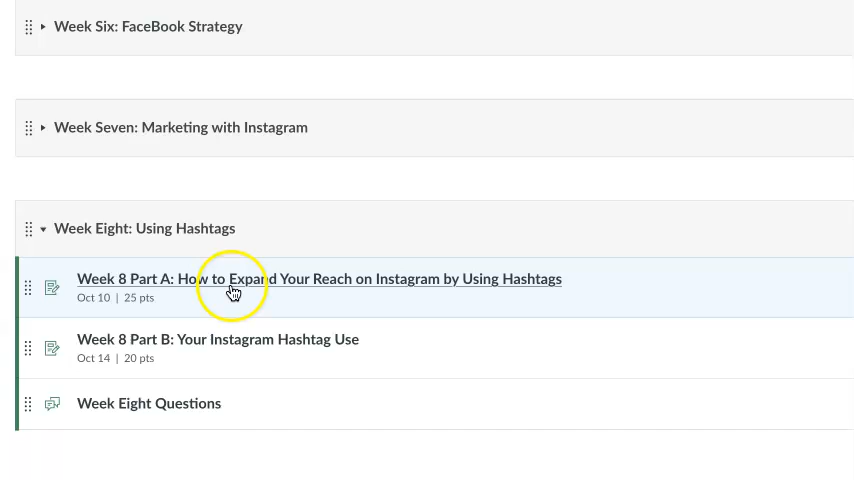 Week Six: FaceBook Strategy
Week Seven: Marketing with Instagram
Week Eight: Using Hashtags
Week 8 Part A: How to Expand Your Reach on Instagram by Using Hashtags
Oct 10 | 25 pts
Week 8 Part B: Your Instagram Hashtag Use
Oct 14 | 20 pts
Week Eight Questions